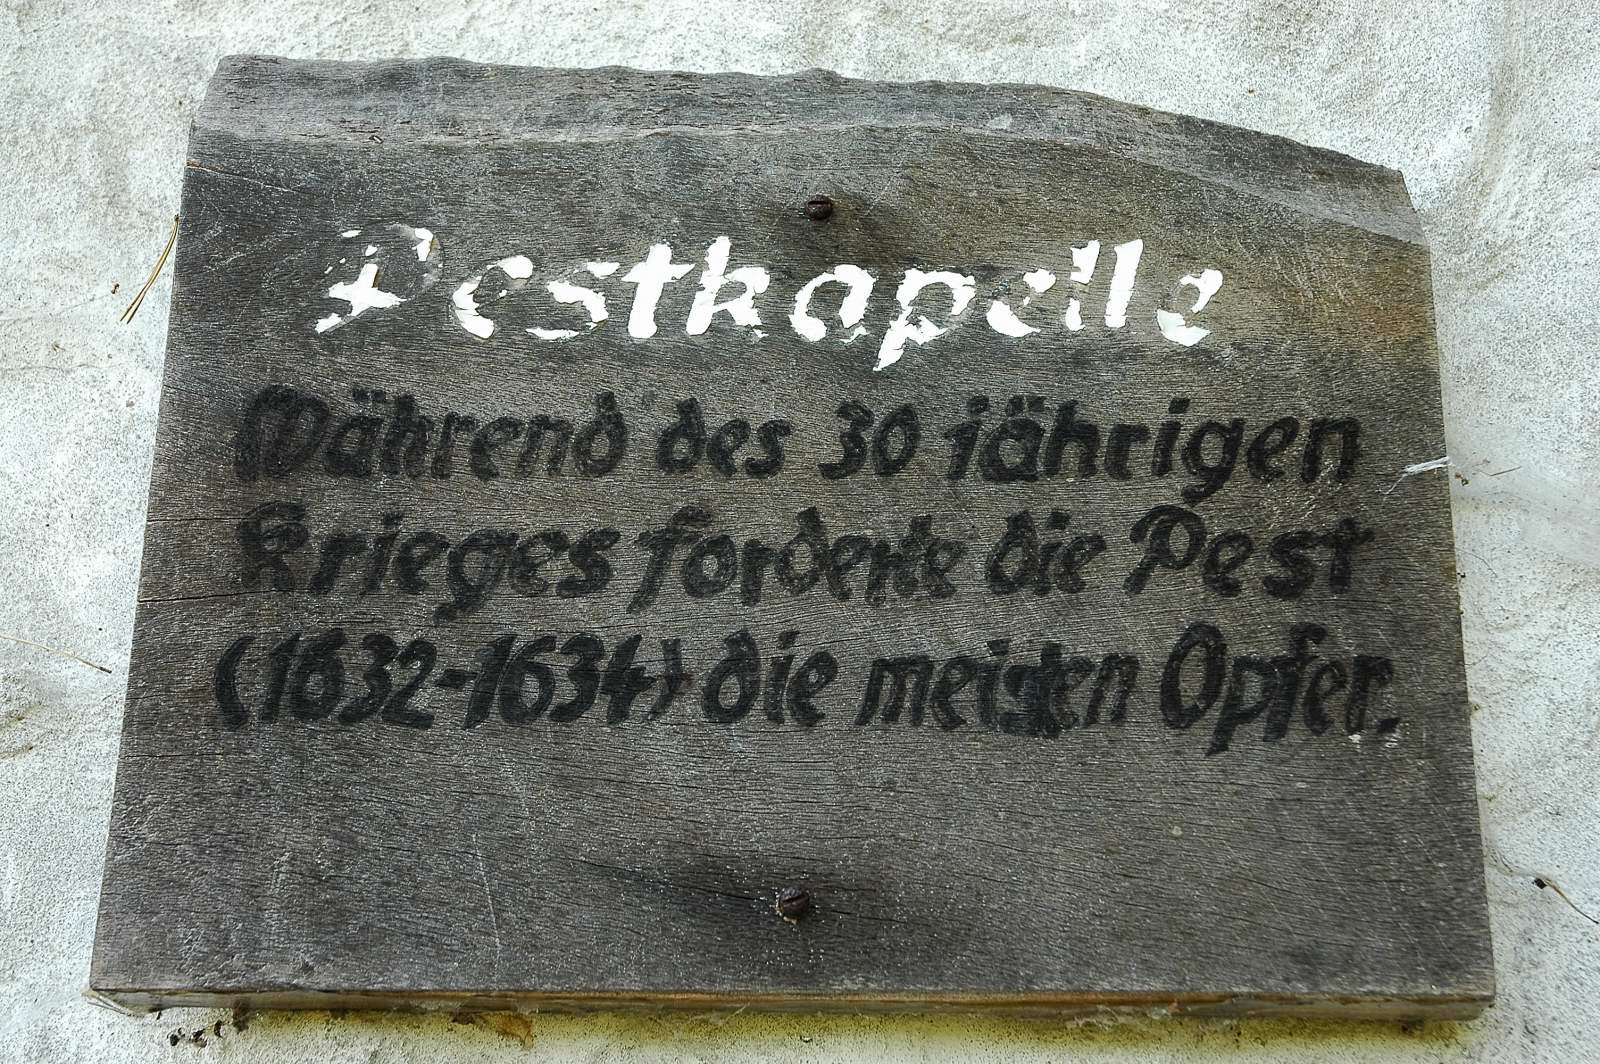 Pestkapelle
Während des 30 jährigen
Krieges forderte die Pest
(1632-1634) die meisten Opfer.